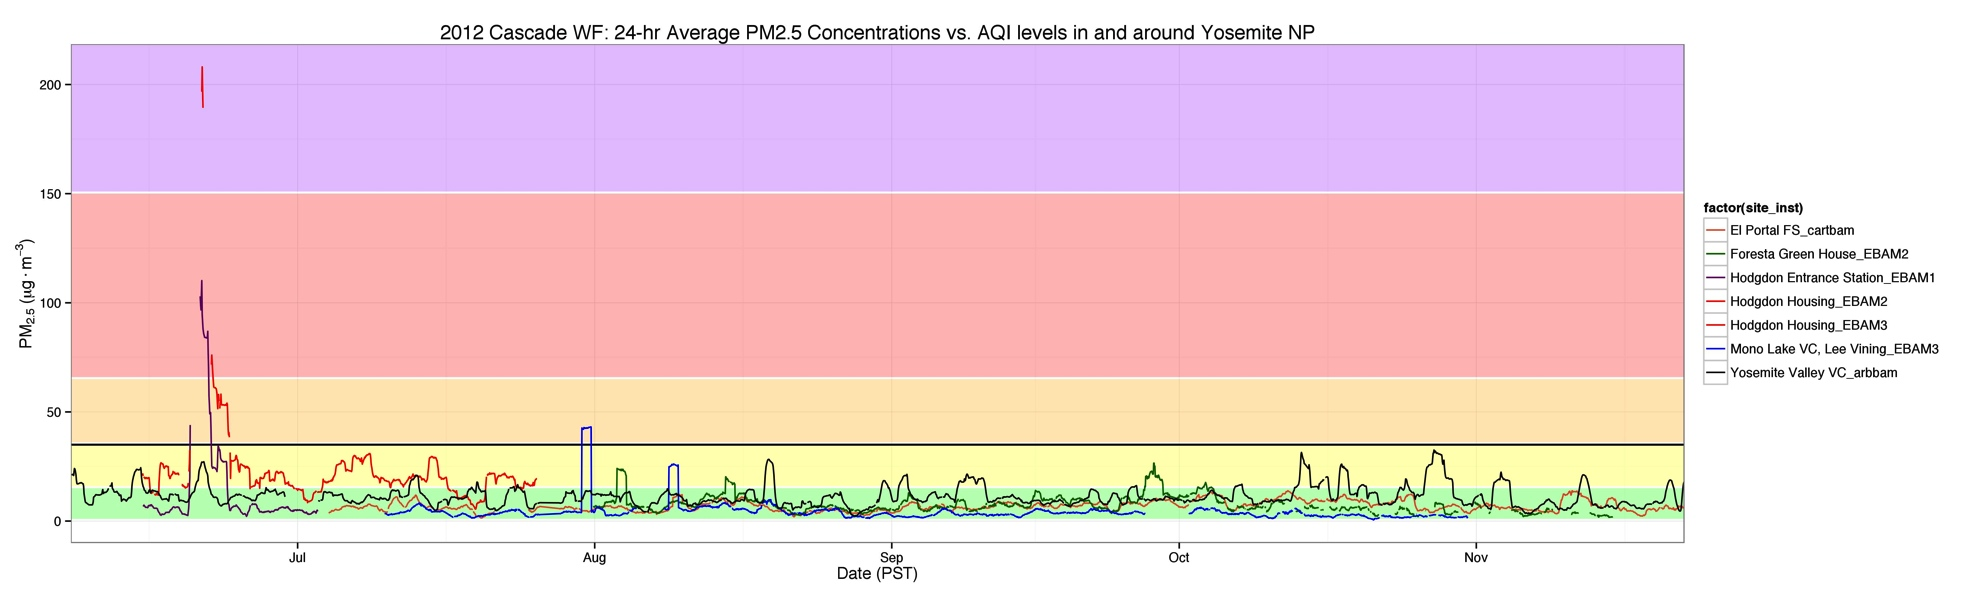 2012 Cascade WF: 24-hr Average PM2.5 Concentrations vs. AQI levels in and around Yosemite NP
200
150
100
50
0
PM2.5 (µg · m−3)
Jul Aug Sep Oct Nov
Date (PST)
factor(site_inst)
El Portal FS_cartbam
Foresta Green House_EBAM2
Hodgdon Entrance Station_EBAM1
Hodgdon Housing_EBAM2
Hodgdon Housing_EBAM3
Mono Lake VC, Lee Vining_EBAM3
Yosemite Valley VC_arbbam